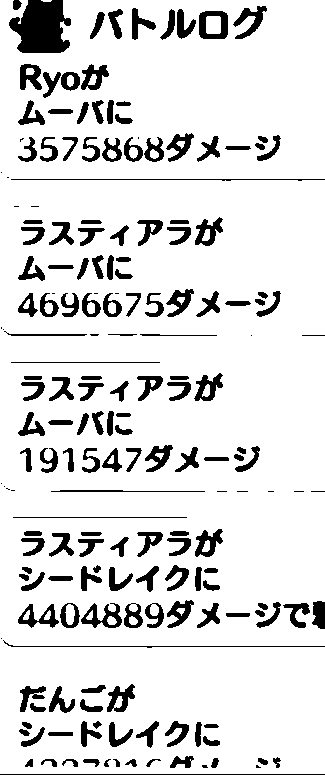 バトルログ
Ryoが
ムーバに
3575868ダメージ
ラスティアラが
ムーバに
4696675ダメージ
ラスティアラが
ムーバに
191547ダメージ
ラスティアラが
シードレイクに
4404889ダメージで
だんごが
シードレイクに